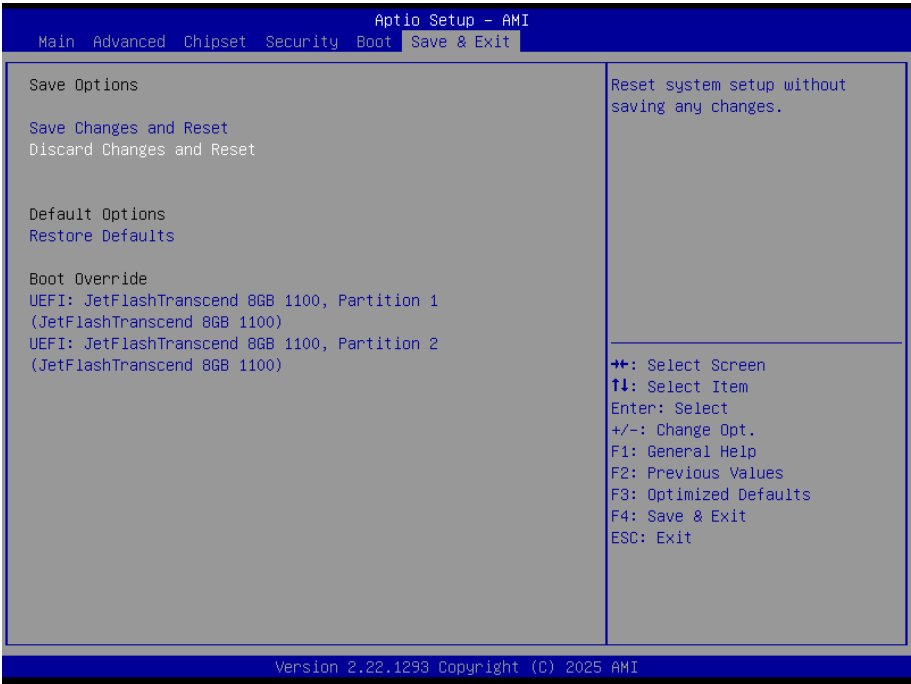 Aptio Setup – AMI
Main Advanced Chipset Security Boot Save & Exit
Save Options
Save Changes and Reset
Discard Changes and Reset
Default Options
Restore Defaults
Boot Override
UEFI: JetFlashTranscend 8GB 1100, Partition 1
(JetFlashTranscend 8GB 1100)
UEFI: JetFlashTranscend 8GB 1100, Partition 2
(JetFlashTranscend 8GB 1100)
Reset system setup without
saving any changes.
→←: Select Screen
↑↓: Select Item
Enter: Select
+/-: Change Opt.
F1: General Help
F2: Previous Values
F3: Optimized Defaults
F4: Save & Exit
ESC: Exit
Version 2.22.1293 Copyright (C) 2025 AMI